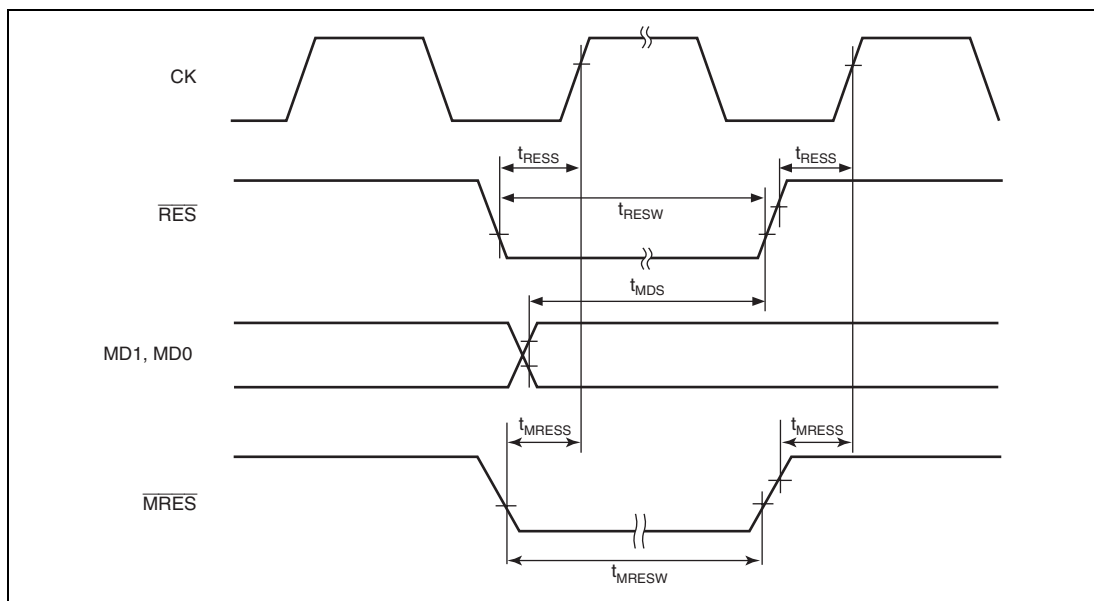 CK
tRESS
tRESS
RES
tRESW
tMDS
MD1, MD0
tMRESS
tMRESS
MRES
tMRESW